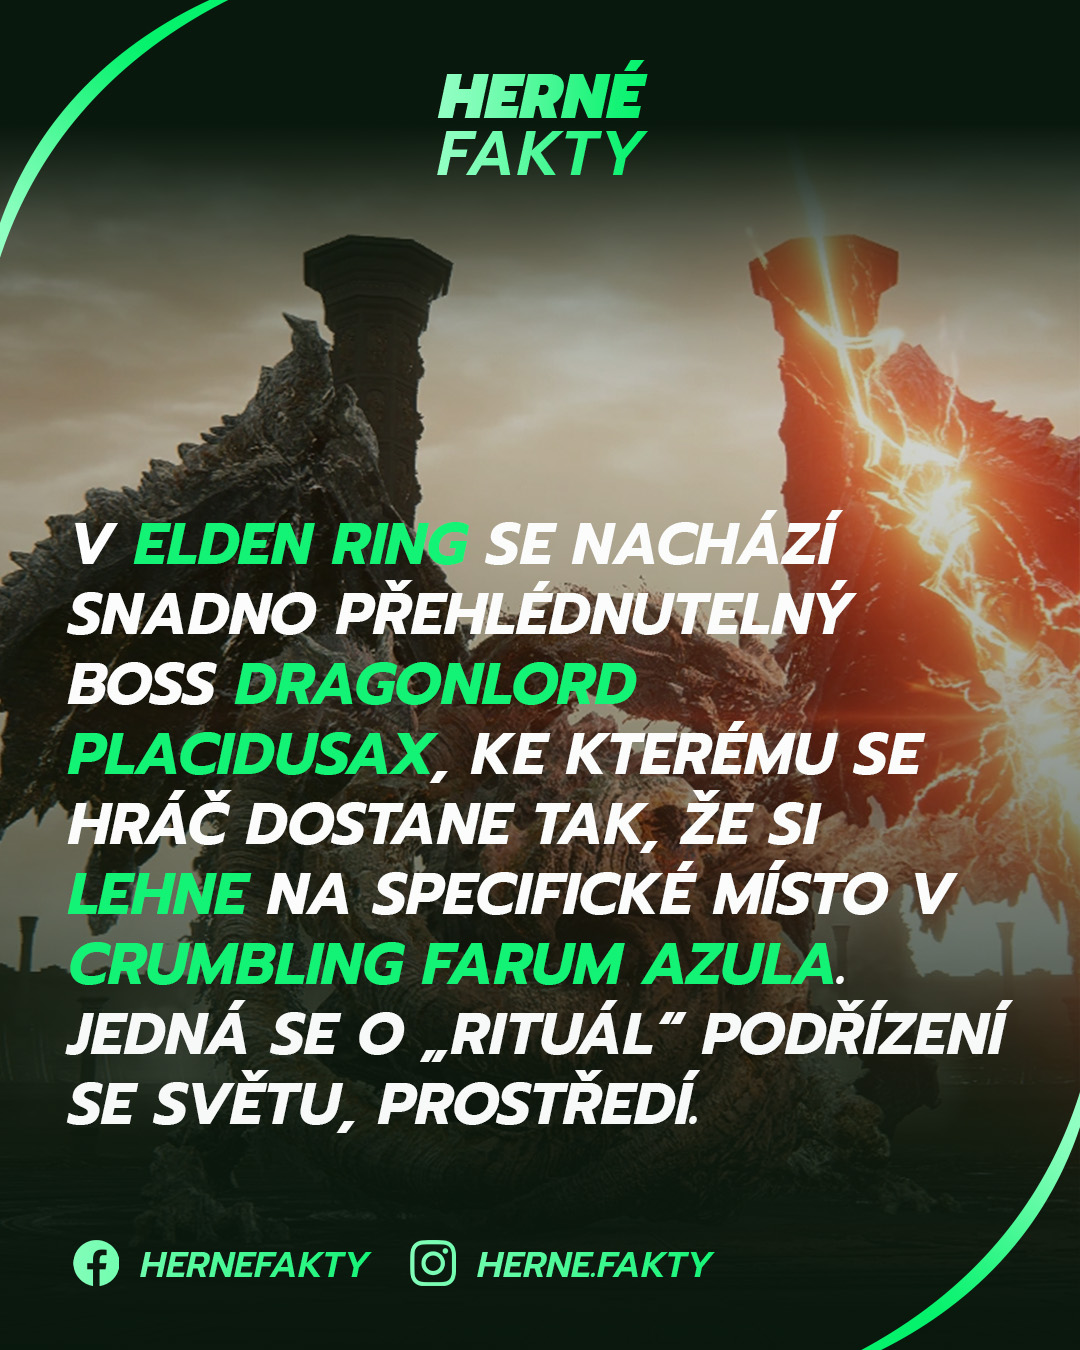 HERNÉ
FAKTY
V ELDEN RING SE NACHÁZÍ
SNADNO PŘEHLÉDNUTELNÝ
BOSS DRAGONLORD
PLACIDUSAX, KE KTERÉMU SE
HRÁČ DOSTANE TAK, ŽE SI
LEHNE NA SPECIFICKÉ MÍSTO V
CRUMBLING FARUM AZULA.
JEDNÁ SE O „RITUÁL“ PODŘÍZENÍ
SE SVĚTU, PROSTŘEDÍ.
HERNEFAKTY HERNE.FAKTY